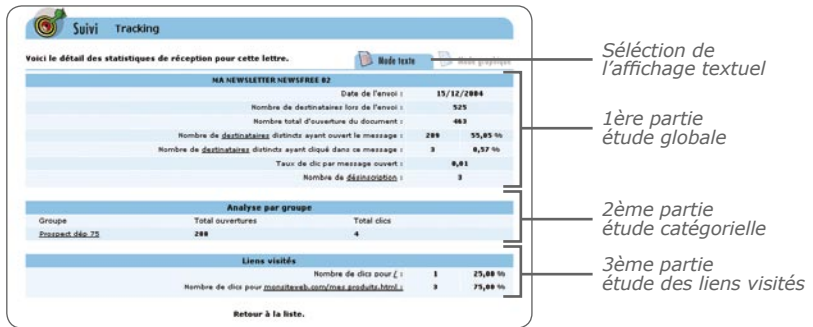 Suivi Tracking
Séléction de
l'affichage textuel
Voici le détail des statistiques de réception pour cette lettre.
Mode texte
Mode graphique
MA NEWSLETTER NEWSFREE 02
Date de l'envoi : 15/12/2004
Nombre de destinataires lors de l'envoi : 525
Nombre total d'ouverture du document : 463
Nombre de destinataires distincts ayant ouvert le message : 289 55,05 %
Nombre de destinataires distincts ayant cliqué dans ce message : 3 0,57 %
Taux de clic par message ouvert : 0,01
Nombre de désinscription : 3
1ère partie
étude globale
Analyse par groupe
Groupe Total ouvertures Total clics
Prospect dép 75 288 4
2ème partie
étude catégorielle
Liens visités
Nombre de clics pour / : 1 25,00 %
Nombre de clics pour monsiteweb.com/mes produits.html : 3 75,00 %
3ème partie
étude des liens visités
Retour à la liste.